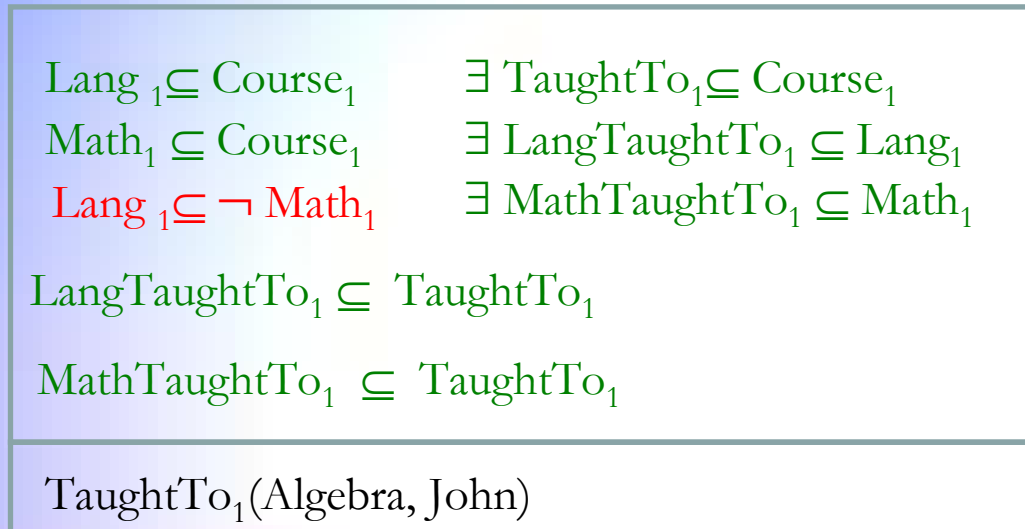 Lang ₁⊆ Course₁ ∃ TaughtTo₁⊆ Course₁
Math₁ ⊆ Course₁ ∃ LangTaughtTo₁ ⊆ Lang₁
Lang ₁⊆ ¬ Math₁ ∃ MathTaughtTo₁ ⊆ Math₁
LangTaughtTo₁ ⊆ TaughtTo₁
MathTaughtTo₁ ⊆ TaughtTo₁
TaughtTo₁(Algebra, John)